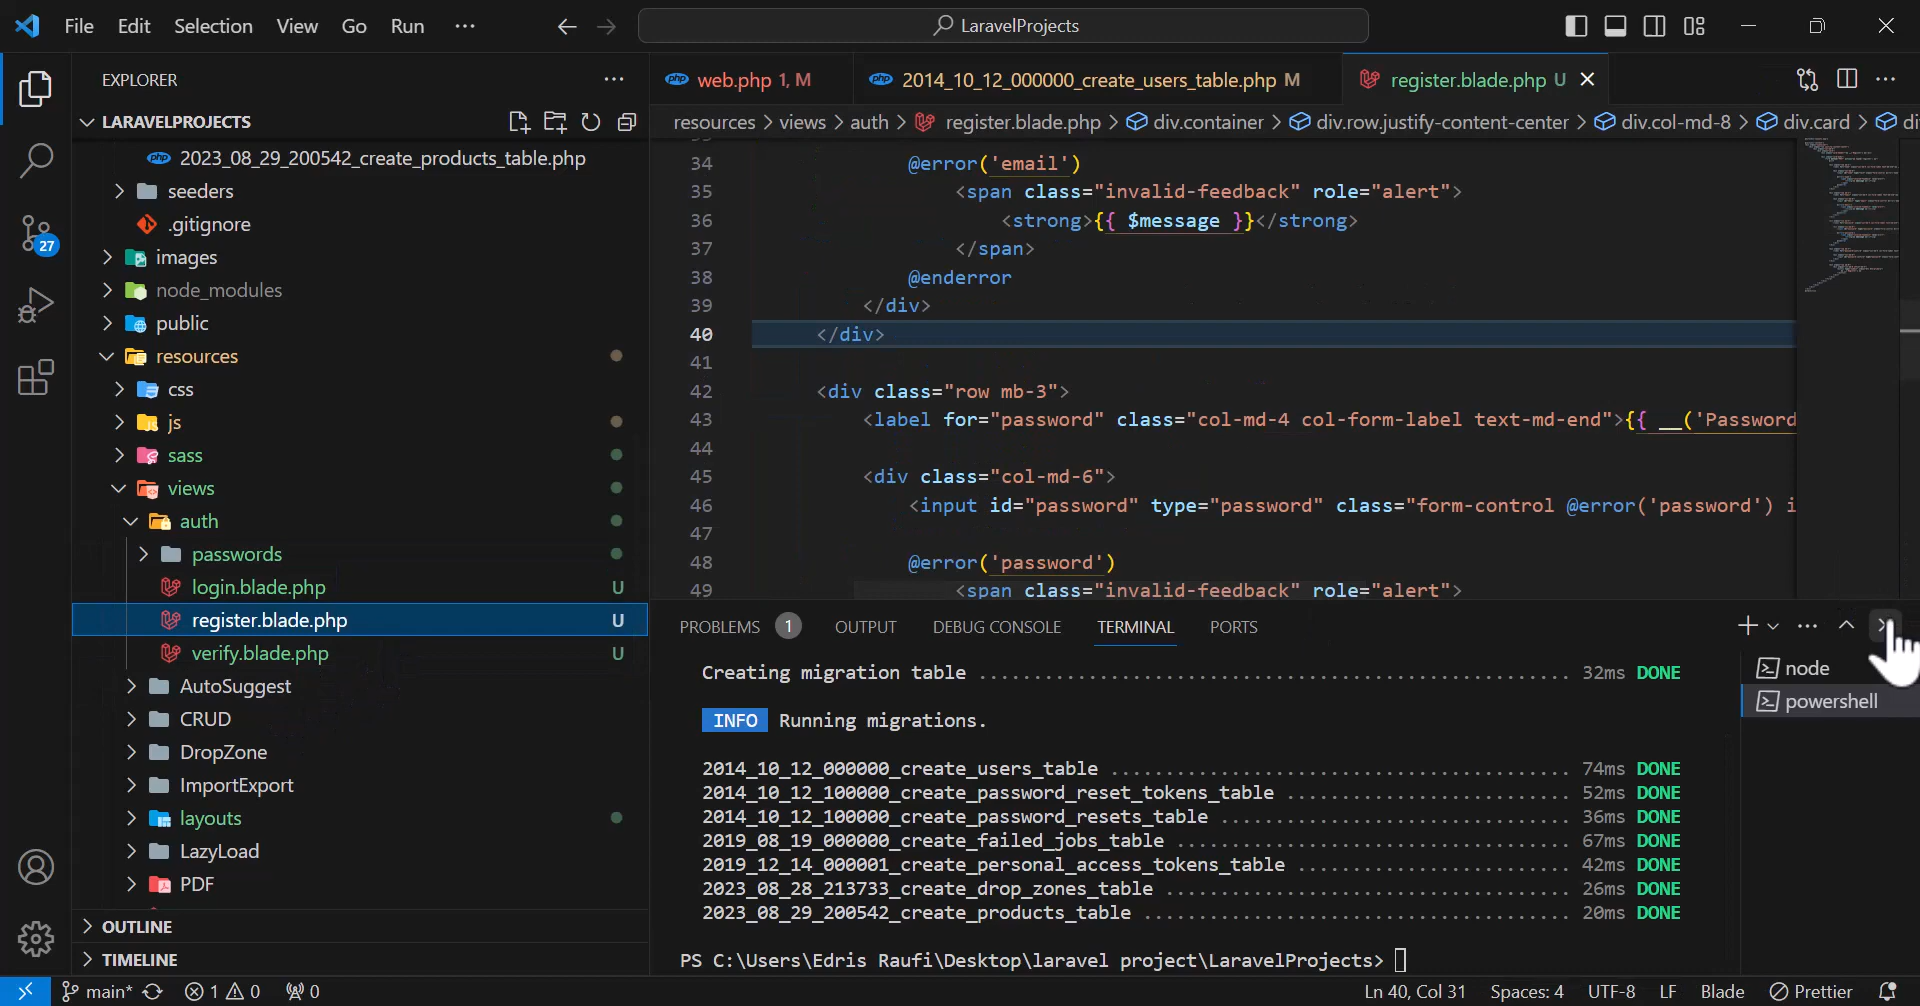 File Edit Selection View Go Run ··· LaravelProjects
EXPLORER
LARAVELPROJECTS
2023_08_29_200542_create_products_table.php
seeders
.gitignore
images
node_modules
public
resources
css
js
sass
views
auth
passwords
login.blade.php U
register.blade.php U
verify.blade.php U
AutoSuggest
CRUD
DropZone
ImportExport
layouts
LazyLoad
PDF
OUTLINE
TIMELINE
27
web.php 1, M 2014_10_12_000000_create_users_table.php M register.blade.php U
resources > views > auth > register.blade.php > div.container > div.row.justify-content-center > div.col-md-8 > div.card >
34 @error('email')
35 <span class="invalid-feedback" role="alert">
36 <strong>{{ $message }}</strong>
37 </span>
38 @enderror
39 </div>
40 </div>
41
42 <div class="row mb-3">
43 <label for="password" class="col-md-4 col-form-label text-md-end">{{ __('Password
44
45 <div class="col-md-6">
46 <input id="password" type="password" class="form-control @error('password') i
47
48 @error('password')
49 <span class="invalid-feedback" role="alert">
PROBLEMS 1 OUTPUT DEBUG CONSOLE TERMINAL PORTS
node
powershell
Creating migration table .................................................... 32ms DONE
INFO Running migrations.
2014_10_12_000000_create_users_table .......................................... 74ms DONE
2014_10_12_100000_create_password_reset_tokens_table .......................... 52ms DONE
2014_10_12_100000_create_password_resets_table ................................ 36ms DONE
2019_08_19_000000_create_failed_jobs_table .................................... 67ms DONE
2019_12_14_000001_create_personal_access_tokens_table ......................... 42ms DONE
2023_08_28_213733_create_drop_zones_table ..................................... 26ms DONE
2023_08_29_200542_create_products_table ....................................... 20ms DONE
PS C:\Users\Edris Raufi\Desktop\laravel project\LaravelProjects>
main* 1 0 0 Ln 40, Col 31 Spaces: 4 UTF-8 LF Blade Prettier